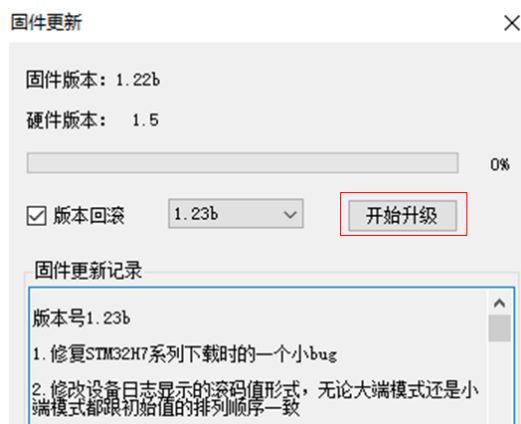 固件更新
固件版本：1.22b
硬件版本： 1.5
0%
版本回滚 1.23b 开始升级
固件更新记录
版本号1.23b
1.修复STM32H7系列下载时的一个小bug
2.修改设备日志显示的滚码值形式，无论大端模式还是小
端模式都跟初始值的排列顺序一致